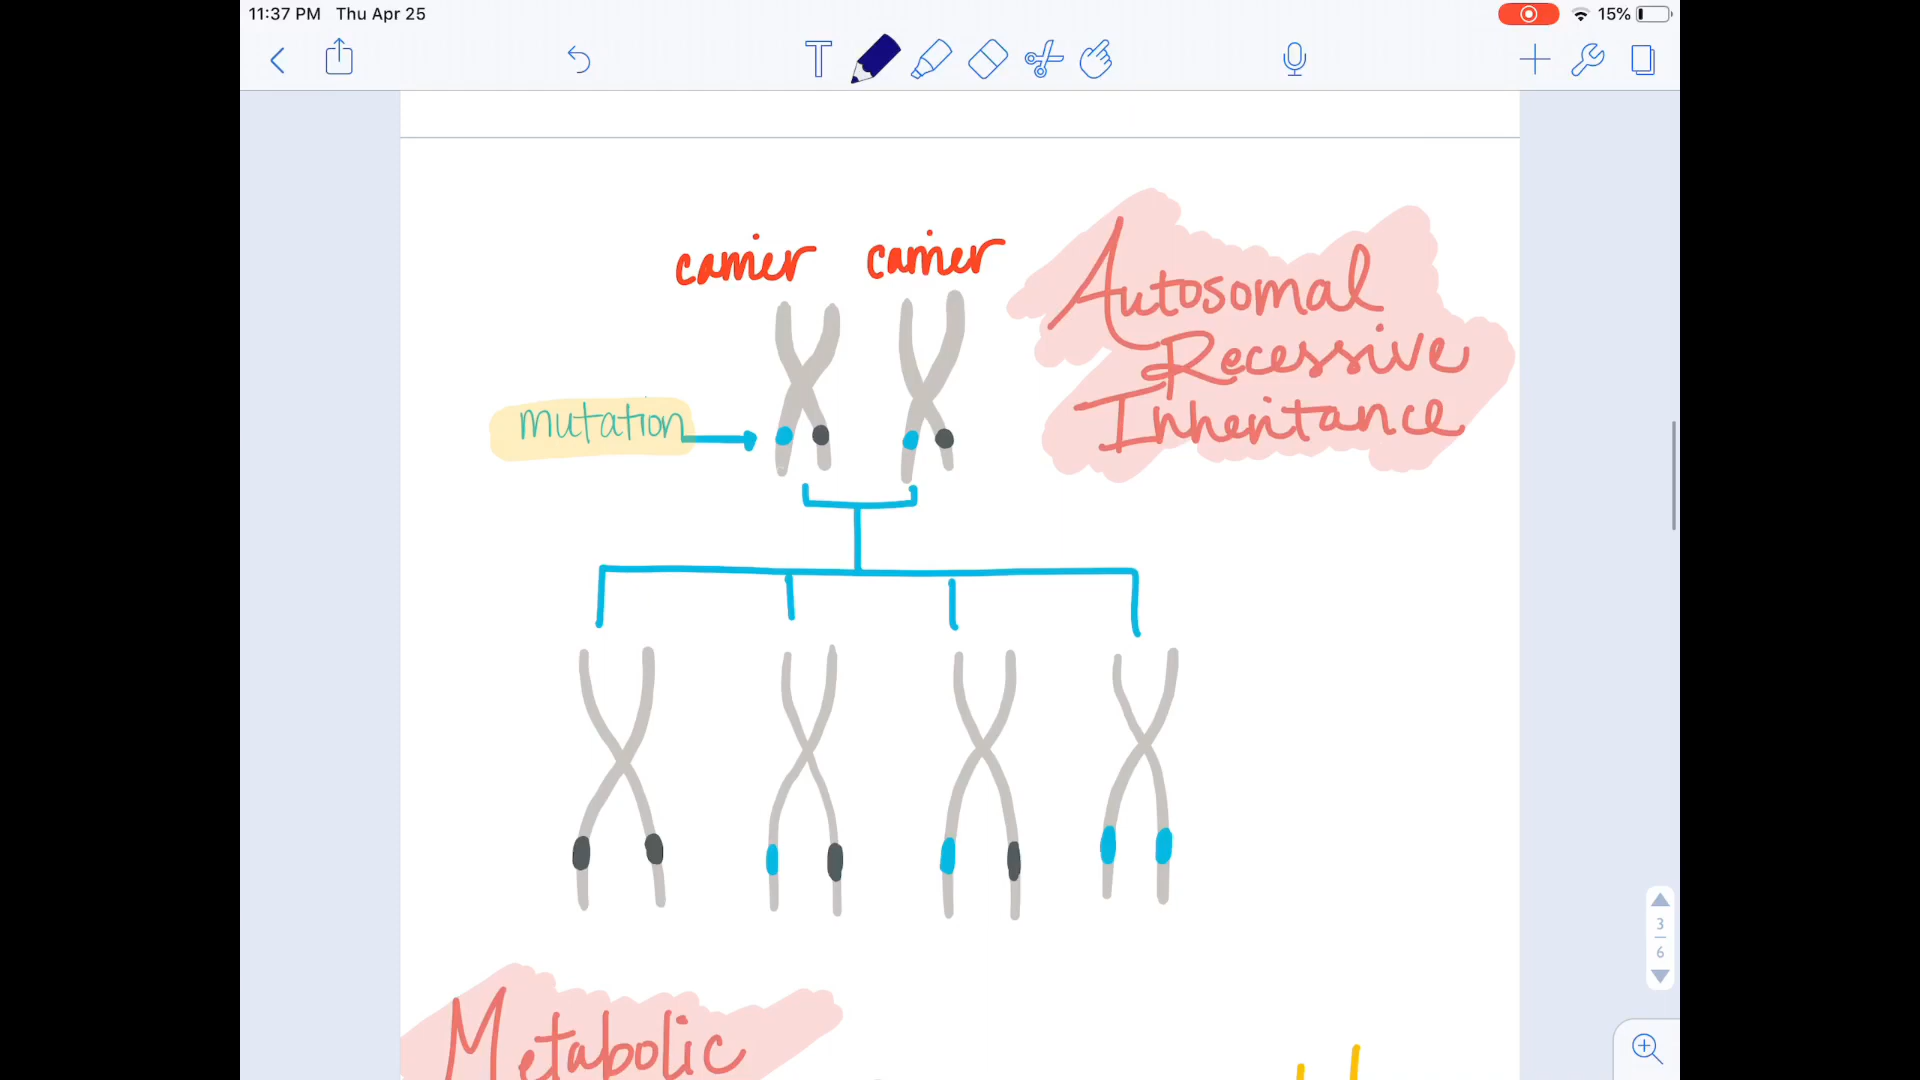 11:37 PM Thu Apr 25
15%
T
carrier carrier
Autosomal
Recessive
Inheritance
mutation
3
6
Metabolic